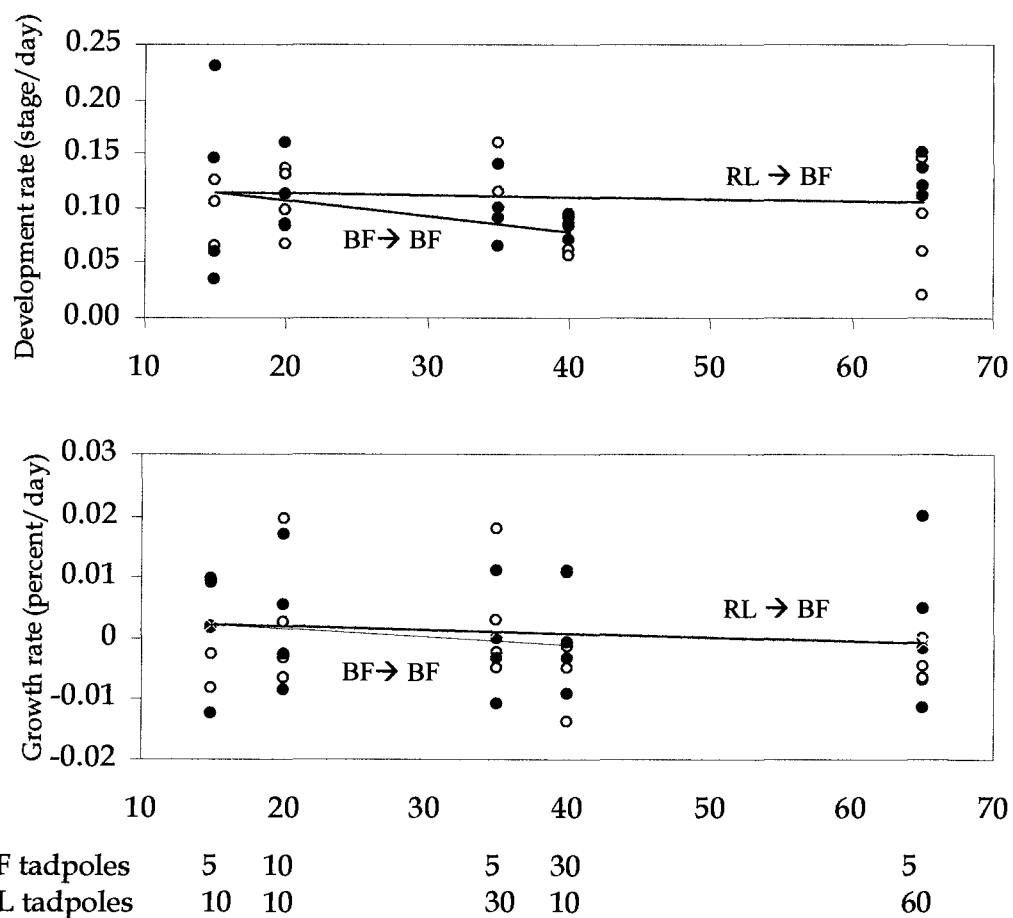 Development rate (stage/day)
0.25
0.20
0.15
0.10
0.05
0.00
RL → BF
BF → BF
10 20 30 40 50 60 70
Growth rate (percent/day)
0.03
0.02
0.01
0
-0.01
-0.02
RL → BF
BF → BF
10 20 30 40 50 60 70
F tadpoles 5 10 5 30 5
L tadpoles 10 10 30 10 60